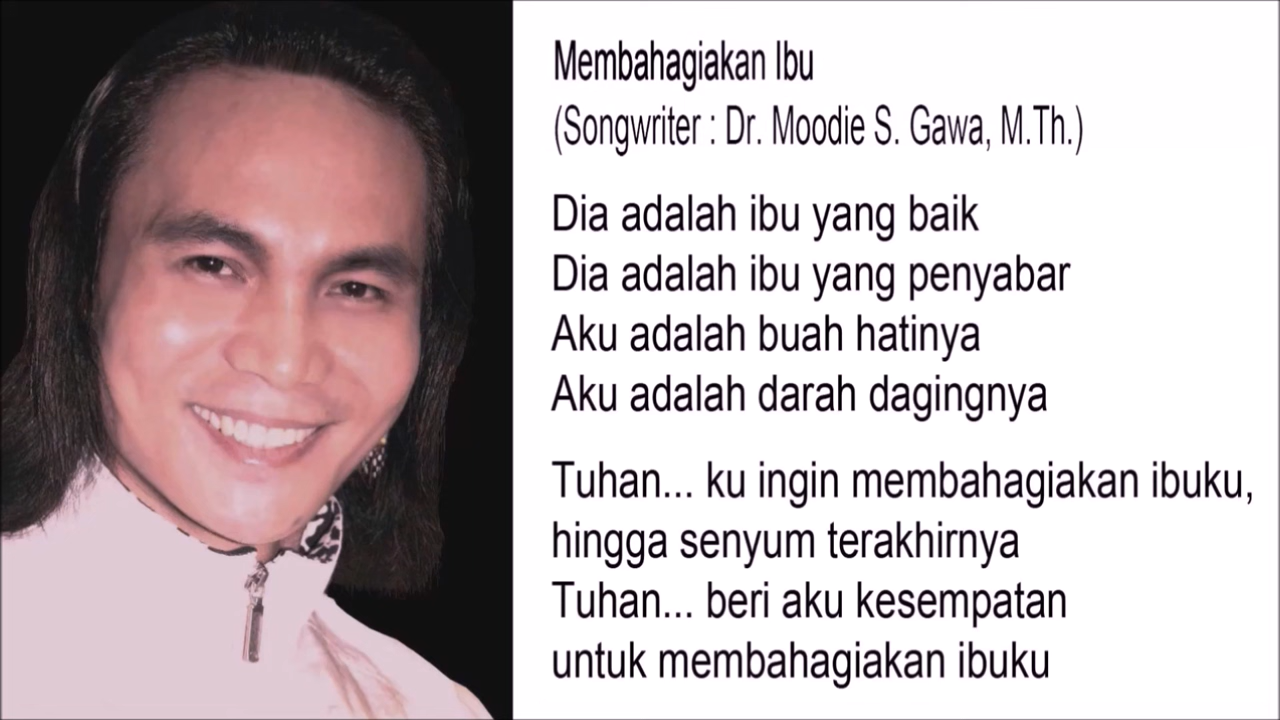 Membahagiakan Ibu
(Songwriter : Dr. Moodie S. Gawa, M.Th.)
Dia adalah ibu yang baik
Dia adalah ibu yang penyabar
Aku adalah buah hatinya
Aku adalah darah dagingnya
Tuhan... ku ingin membahagiakan ibuku,
hingga senyum terakhirnya
Tuhan... beri aku kesempatan
untuk membahagiakan ibuku